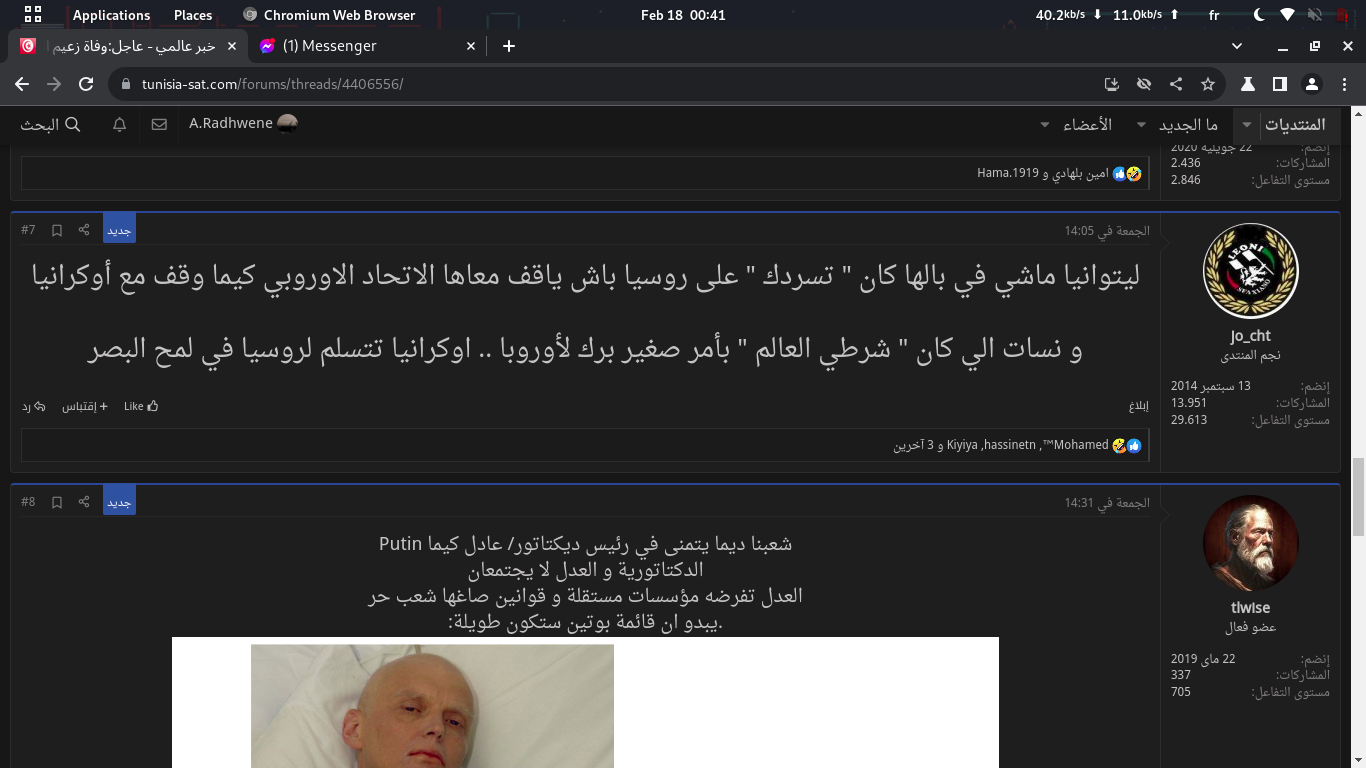 Applications Places Chromium Web Browser Feb 18 00:41 40.2kb/s 11.0kb/s fr
خبر عالمي - عاجل:وفاة زعيم
(1) Messenger
tunisia-sat.com/forums/threads/4406556/
المنتديات ما الجديد الأعضاء
A.Radhwene البحث
إنضم: 22 جويلية 2020
المشاركات: 2.436
مستوى التفاعل: 2.846
امين بلهادي و Hama.1919
الجمعة في 14:05
جديد
#7
ليتوانيا ماشي في بالها كان " تسردك " على روسيا باش ياقف معاها الاتحاد الاوروبي كيما وقف مع أوكرانيا
و نسات الي كان " شرطي العالم " بأمر صغير برك لأوروبا .. اوكرانيا تتسلم لروسيا في لمح البصر
LEONI
Jo_cht
نجم المنتدى
إنضم: 13 سبتمبر 2014
المشاركات: 13.951
مستوى التفاعل: 29.613
إبلاغ
Like + إقتباس رد
Mohamed™, hassinetn, Kiyiya و 3 آخرين
الجمعة في 14:31
جديد
#8
شعبنا ديما يتمنى في رئيس ديكتاتور/ عادل كيما Putin
الدكتاتورية و العدل لا يجتمعان
العدل تفرضه مؤسسات مستقلة و قوانين صاغها شعب حر
.يبدو ان قائمة بوتين ستكون طويلة:
tlwlse
عضو فعال
إنضم: 22 ماي 2019
المشاركات: 337
مستوى التفاعل: 705